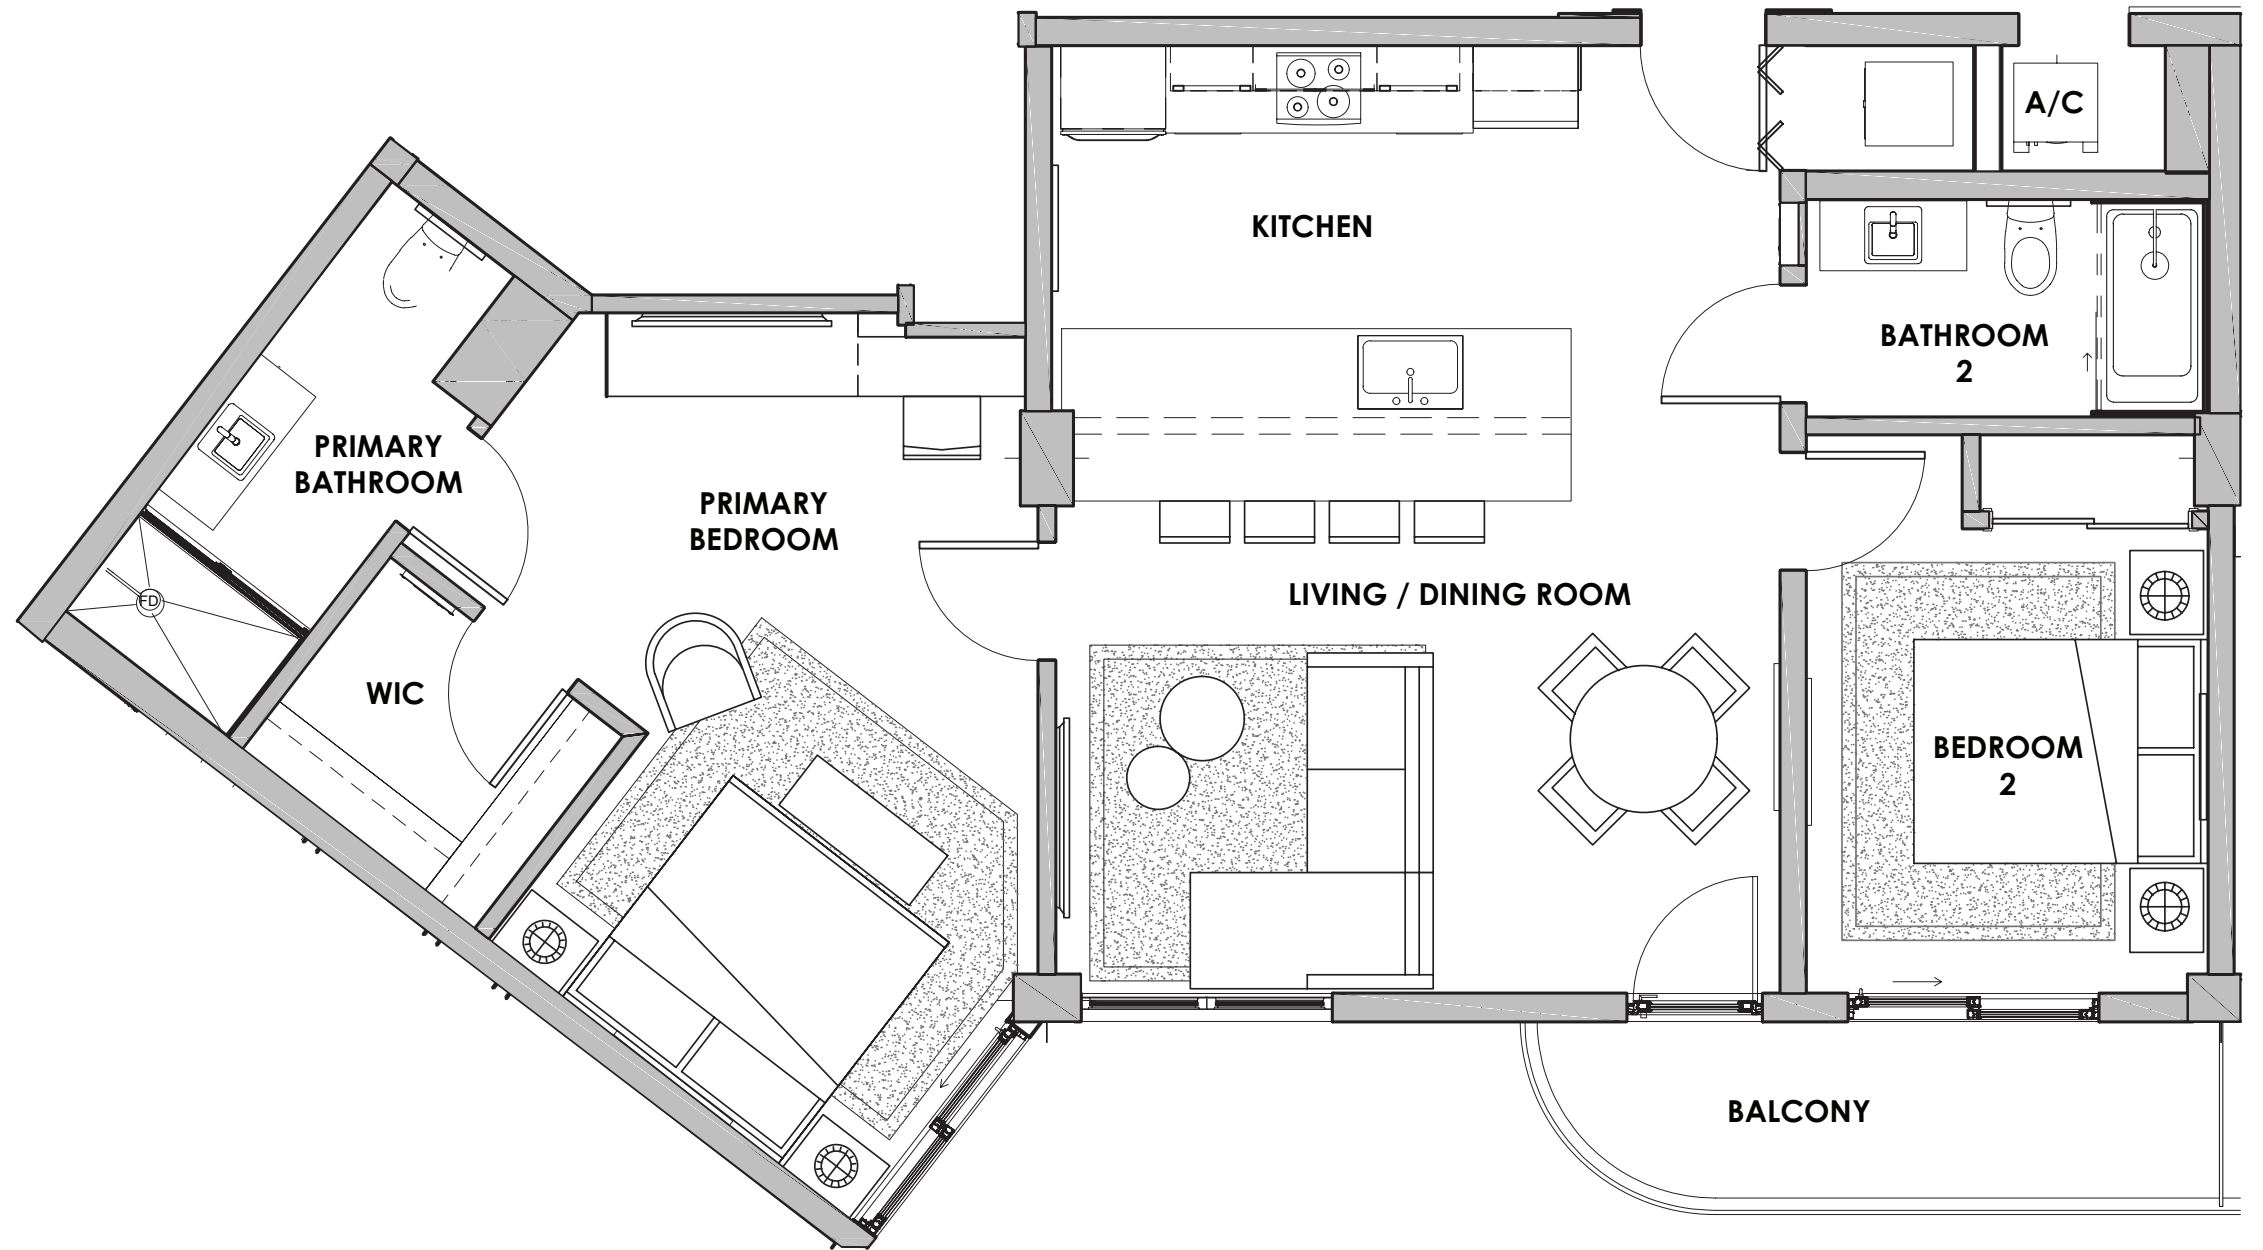 A/C
KITCHEN
BATHROOM
2
PRIMARY
BATHROOM
PRIMARY
BEDROOM
LIVING / DINING ROOM
FD
WIC
BEDROOM
2
BALCONY